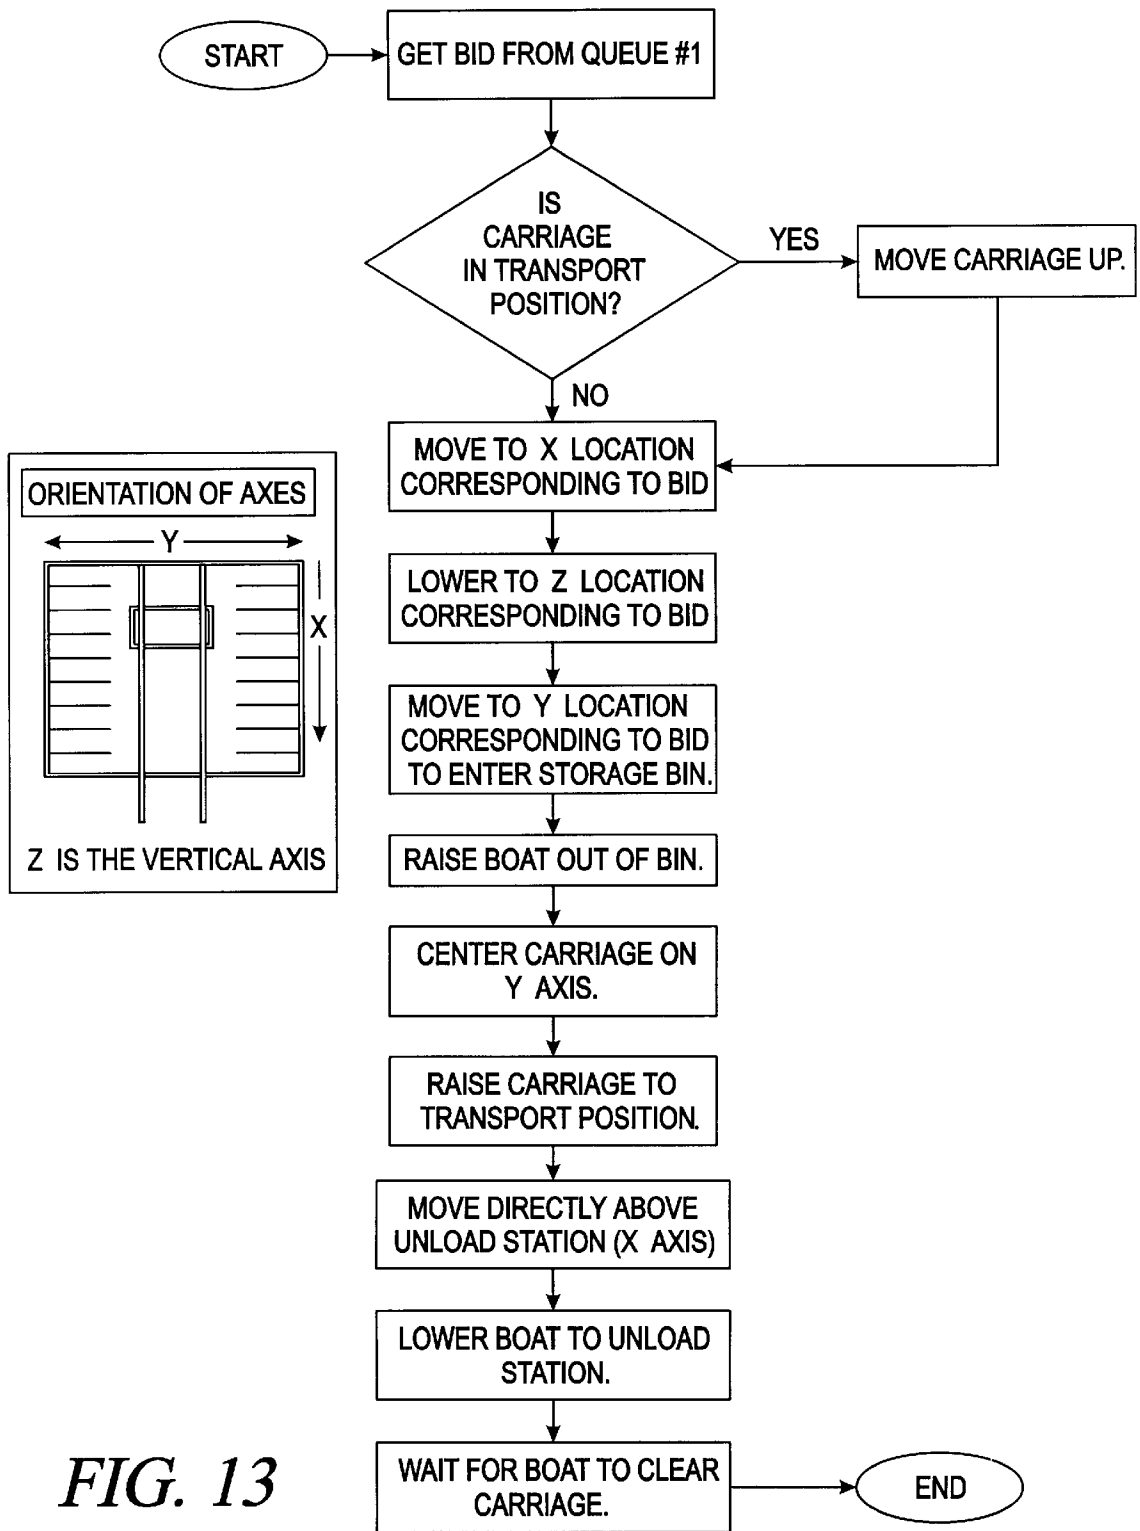 START
GET BID FROM QUEUE #1
IS
CARRIAGE
IN TRANSPORT
POSITION?
YES
MOVE CARRIAGE UP.
NO
MOVE TO X LOCATION
CORRESPONDING TO BID
ORIENTATION OF AXES
Y
X
Z IS THE VERTICAL AXIS
LOWER TO Z LOCATION
CORRESPONDING TO BID
MOVE TO Y LOCATION
CORRESPONDING TO BID
TO ENTER STORAGE BIN.
RAISE BOAT OUT OF BIN.
CENTER CARRIAGE ON
Y AXIS.
RAISE CARRIAGE TO
TRANSPORT POSITION.
MOVE DIRECTLY ABOVE
UNLOAD STATION (X AXIS)
LOWER BOAT TO UNLOAD
STATION.
WAIT FOR BOAT TO CLEAR
CARRIAGE.
END
FIG. 13